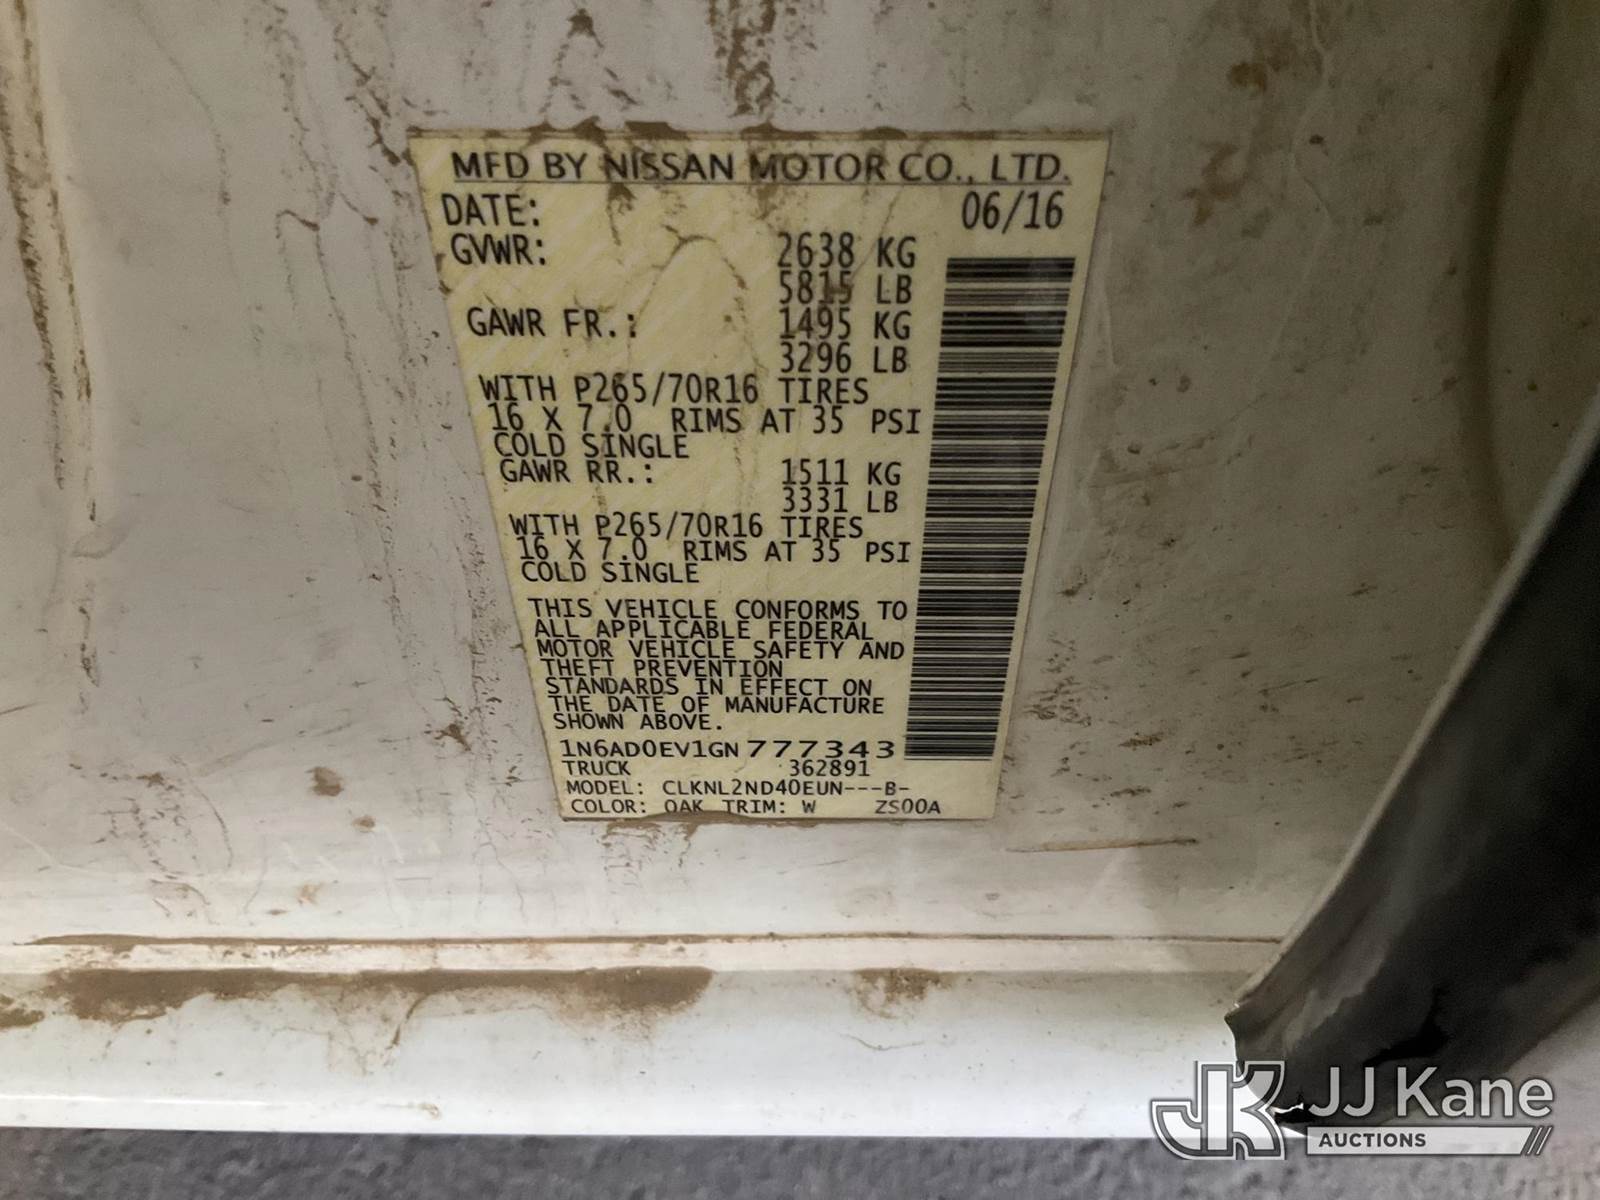 MFD BY NISSAN MOTOR CO., LTD.
DATE: 06/16
GVWR: 2638 KG
5815 LB
GAWR FR.: 1495 KG
3296 LB
WITH P265/70R16 TIRES
16 X 7.0 RIMS AT 35 PSI
COLD SINGLE
GAWR RR.: 1511 KG
3331 LB
WITH P265/70R16 TIRES
16 X 7.0 RIMS AT 35 PSI
COLD SINGLE
THIS VEHICLE CONFORMS TO
ALL APPLICABLE FEDERAL
MOTOR VEHICLE SAFETY AND
THEFT PREVENTION
STANDARDS IN EFFECT ON
THE DATE OF MANUFACTURE
SHOWN ABOVE.
1N6AD0EV1GN777343
TRUCK 362891
MODEL: CLKNL2ND40EUN---B-
COLOR: QAK TRIM: W ZS00A
JK JJ Kane
AUCTIONS